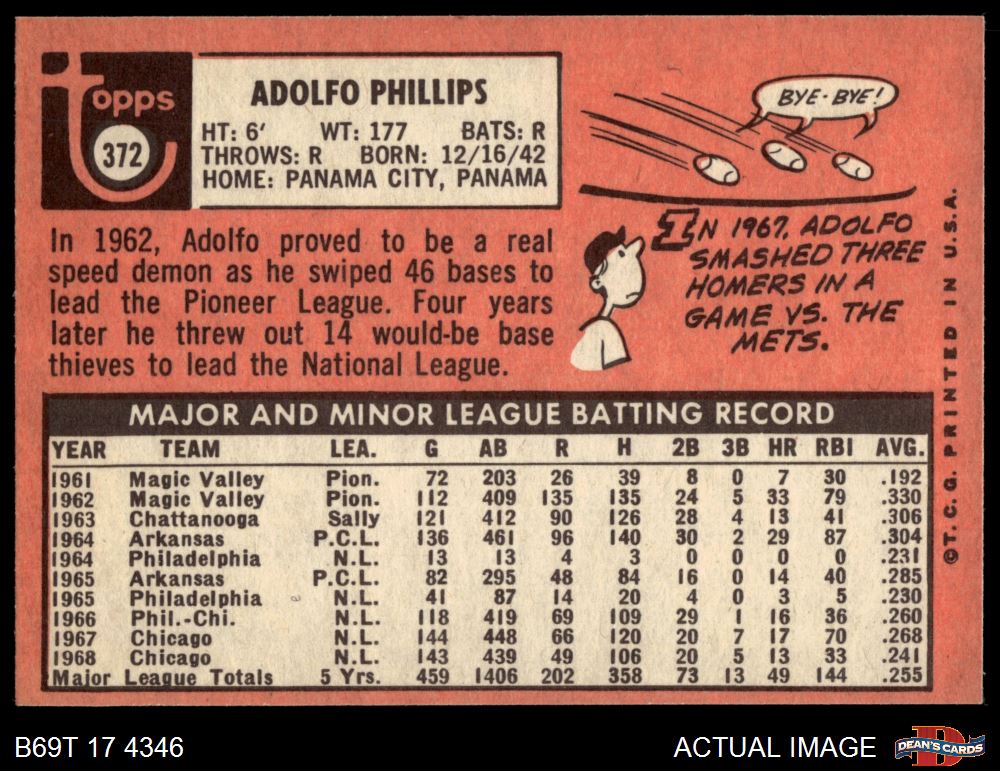 Topps
372
ADOLFO PHILLIPS
HT: 6' WT: 177 BATS: R
THROWS: R BORN: 12/16/42
HOME: PANAMA CITY, PANAMA
BYE-BYE!
In 1962, Adolfo proved to be a real
speed demon as he swiped 46 bases to
lead the Pioneer League. Four years
later he threw out 14 would-be base
thieves to lead the National League.
IN 1967, ADOLFO
SMASHED THREE
HOMERS IN A
GAME VS. THE
METS.
©T. C. G. PRINTED IN U.S.A.
MAJOR AND MINOR LEAGUE BATTING RECORD
YEAR TEAM LEA. G AB R H 2B 3B HR RBI AVG.
1961 Magic Valley Pion. 72 203 26 39 8 0 7 30 .192
1962 Magic Valley Pion. 112 409 135 135 24 5 33 79 .330
1963 Chattanooga Sally 121 412 90 126 28 4 13 41 .306
1964 Arkansas P.C.L. 136 461 96 140 30 2 29 87 .304
1964 Philadelphia N.L. 13 13 4 3 0 0 0 0 .231
1965 Arkansas P.C.L. 82 295 48 84 16 0 14 40 .285
1965 Philadelphia N.L. 41 87 14 20 4 0 3 5 .230
1966 Phil.-Chi. N.L. 118 419 69 109 29 1 16 36 .260
1967 Chicago N.L. 144 448 66 120 20 7 17 70 .268
1968 Chicago N.L. 143 439 49 106 20 5 13 33 .241
Major League Totals 5 Yrs. 459 1406 202 358 73 13 49 144 .255
B69T 17 4346
ACTUAL IMAGE
DEAN'S CARDS